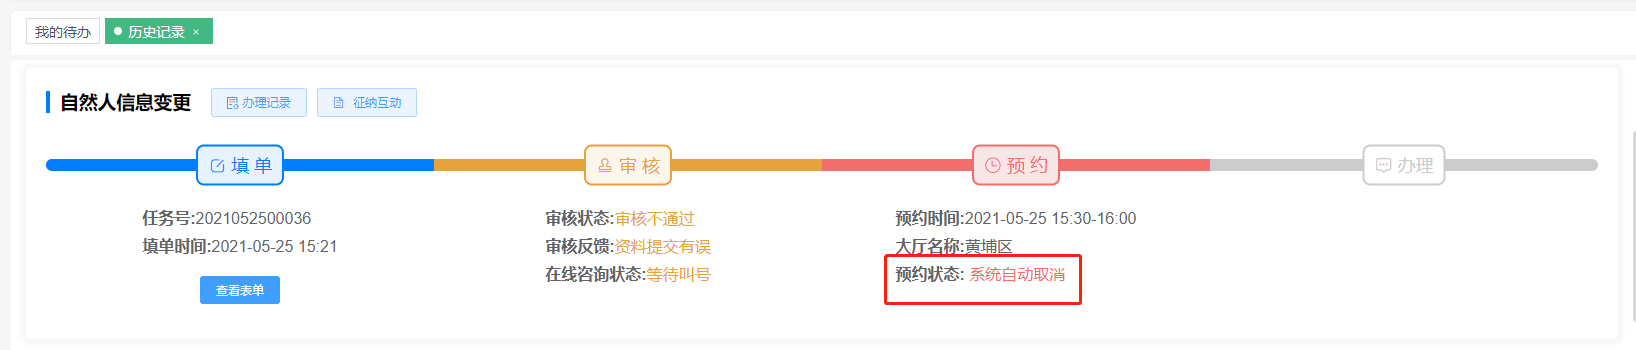 我的待办
历史记录 ×
自然人信息变更
办理记录
征纳互动
填单
审核
预约
办理
任务号:2021052500036
填单时间:2021-05-25 15:21
查看表单
审核状态:审核不通过
审核反馈:资料提交有误
在线咨询状态:等待叫号
预约时间:2021-05-25 15:30-16:00
大厅名称:黄埔区
预约状态: 系统自动取消